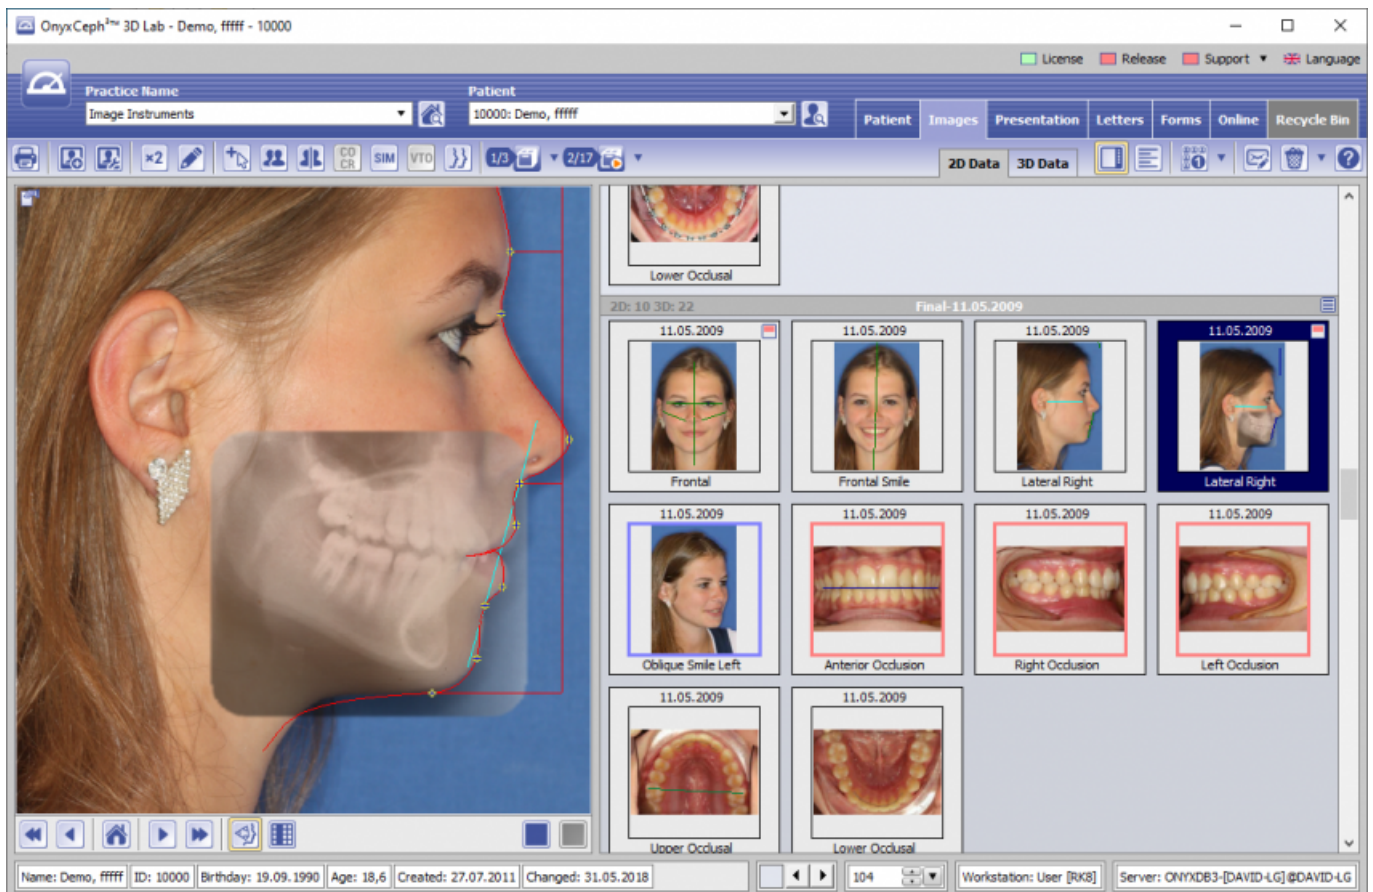 OnyxCeph³™ 3D Lab - Demo, fffff - 10000
License Release Support Language
Practice Name Patient
Image Instruments 10000: Demo, fffff
Patient Images Presentation Letters Forms Online Recycle Bin
×2 CO CR SIM VTO 1/3 2/17 2D Data 3D Data
Lower Occlusal
2D: 10 3D: 22 Final-11.05.2009
11.05.2009 11.05.2009 11.05.2009 11.05.2009
Frontal Frontal Smile Lateral Right Lateral Right
11.05.2009 11.05.2009 11.05.2009 11.05.2009
Oblique Smile Left Anterior Occlusion Right Occlusion Left Occlusion
11.05.2009 11.05.2009
Upper Occlusal Lower Occlusal
Name: Demo, fffff ID: 10000 Birthday: 19.09.1990 Age: 18,6 Created: 27.07.2011 Changed: 31.05.2018 104 Workstation: User [RK8] Server: ONYXDB3-[DAVID-LG]@DAVID-LG